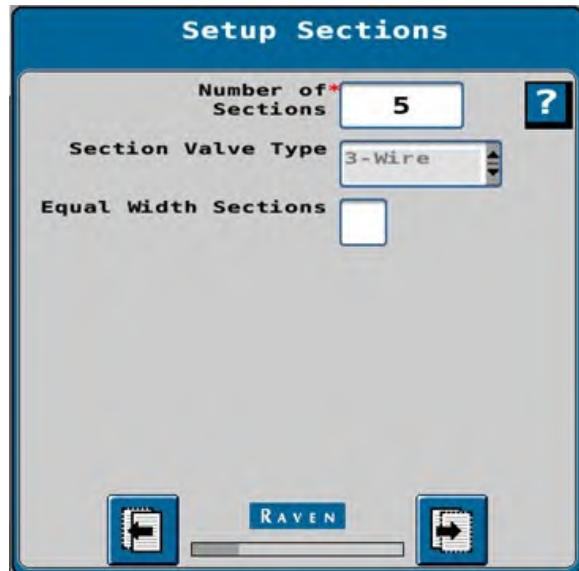 Setup Sections
Number of*
Sections
5
?
Section Valve Type
3-Wire
Equal Width Sections
RAVEN